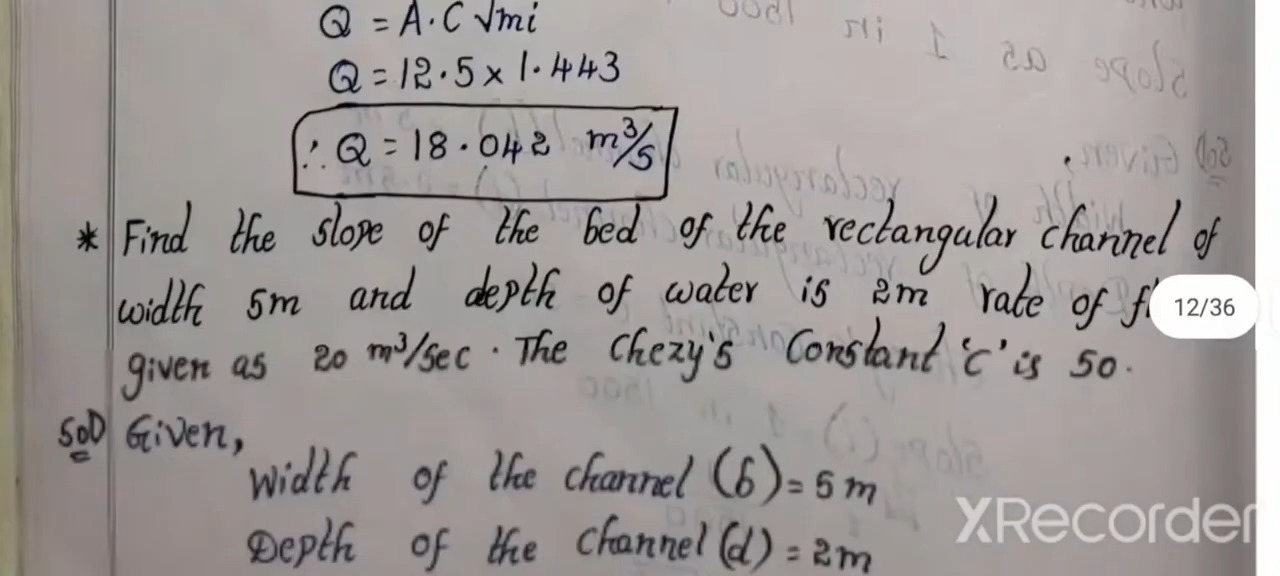 Q = A.C √mi
Q = 12.5 x 1.443
∴ Q = 18.042 m³/s
* Find the slope of the bed of the rectangular channel of
width 5m and depth of water is 2m rate of
given as 20 m³/sec. The Chezy's Constant 'C' is 50.
Sol) Given,
Width of the channel (b) = 5m
Depth of the channel (d) = 2m
12/36
XRecorder